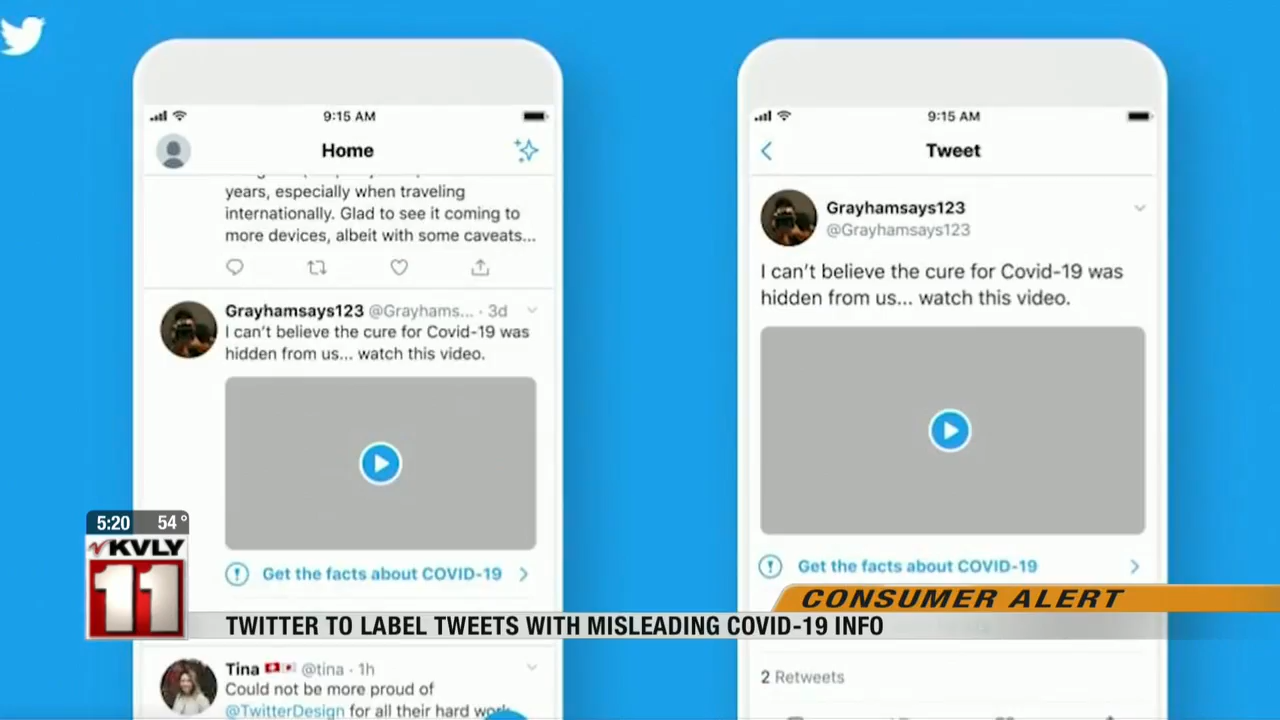 9:15 AM
Home
years, especially when traveling
internationally. Glad to see it coming to
more devices, albeit with some caveats...
Grayhamsays123 @Grayhams... · 3d
I can't believe the cure for Covid-19 was
hidden from us... watch this video.
Get the facts about COVID-19
Tina @tina · 1h
Could not be more proud of
@TwitterDesign for all their hard work
9:15 AM
Tweet
Grayhamsays123
@Grayhamsays123
I can't believe the cure for Covid-19 was
hidden from us... watch this video.
Get the facts about COVID-19
2 Retweets
5:20 54°
KVLY
11
CONSUMER ALERT
TWITTER TO LABEL TWEETS WITH MISLEADING COVID-19 INFO